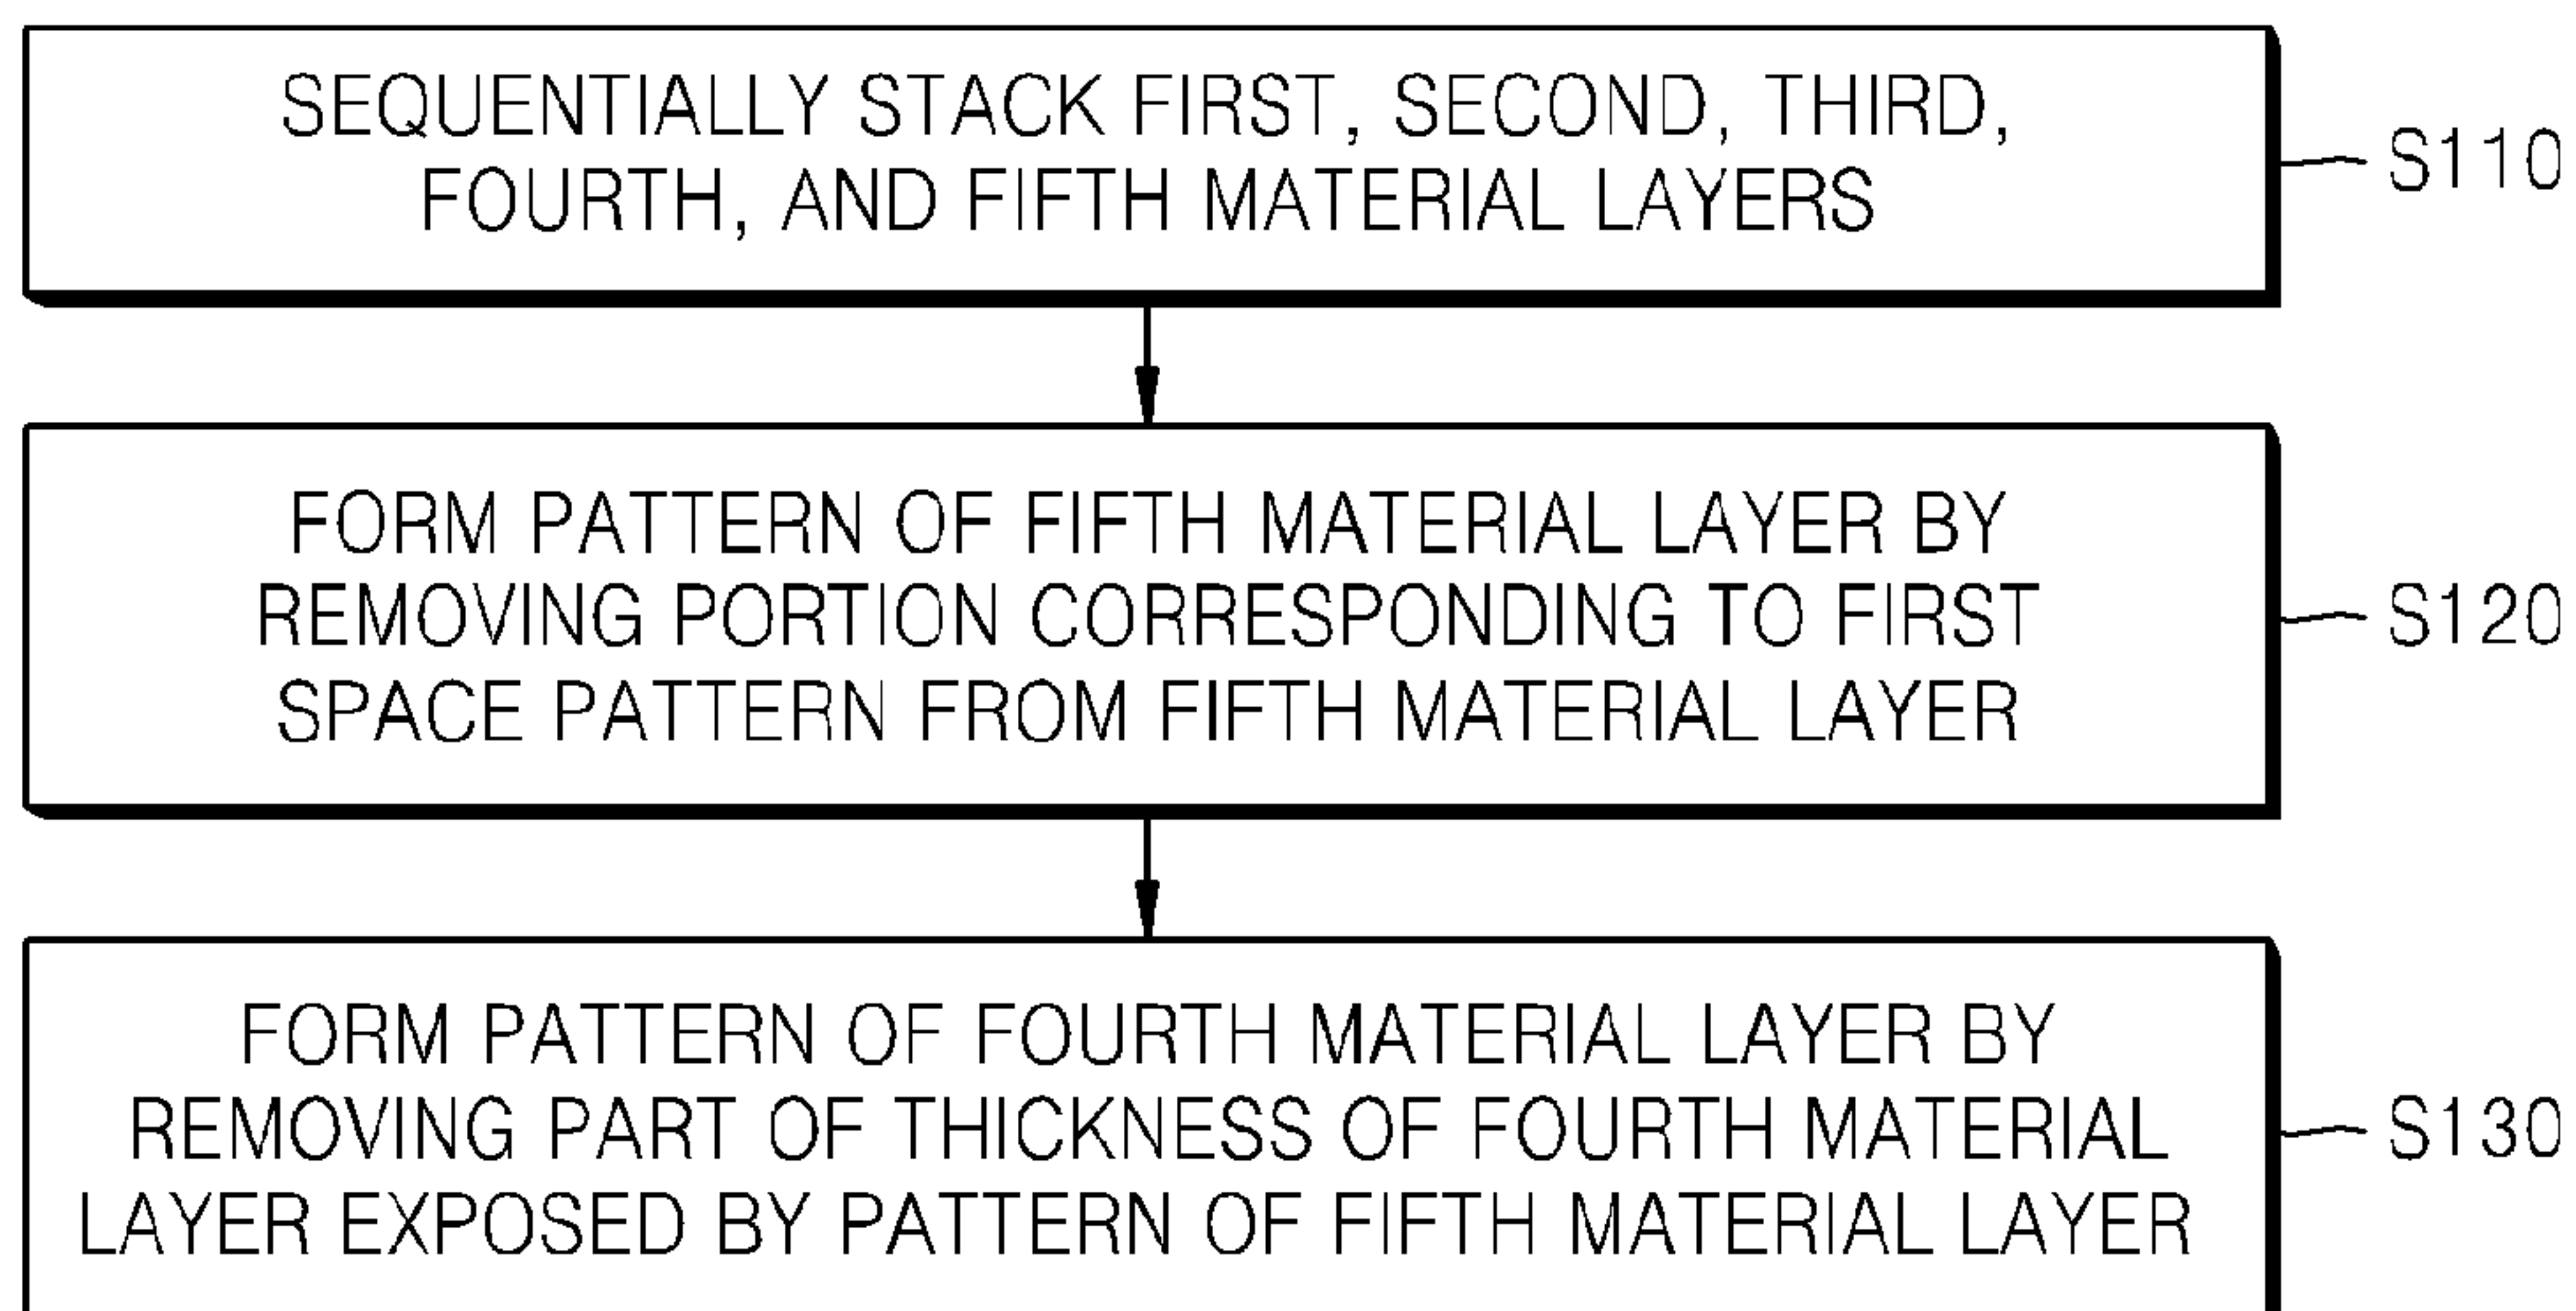 SEQUENTIALLY STACK FIRST, SECOND, THIRD,
FOURTH, AND FIFTH MATERIAL LAYERS
S110
FORM PATTERN OF FIFTH MATERIAL LAYER BY
REMOVING PORTION CORRESPONDING TO FIRST
SPACE PATTERN FROM FIFTH MATERIAL LAYER
S120
FORM PATTERN OF FOURTH MATERIAL LAYER BY
REMOVING PART OF THICKNESS OF FOURTH MATERIAL
LAYER EXPOSED BY PATTERN OF FIFTH MATERIAL LAYER
S130